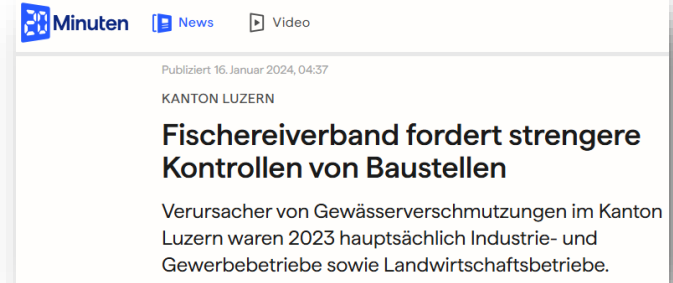 20 Minuten News Video
Publiziert 16. Januar 2024, 04:37
KANTON LUZERN
Fischereiverband fordert strengere
Kontrollen von Baustellen
Verursacher von Gewässerverschmutzungen im Kanton
Luzern waren 2023 hauptsächlich Industrie- und
Gewerbebetriebe sowie Landwirtschaftsbetriebe.